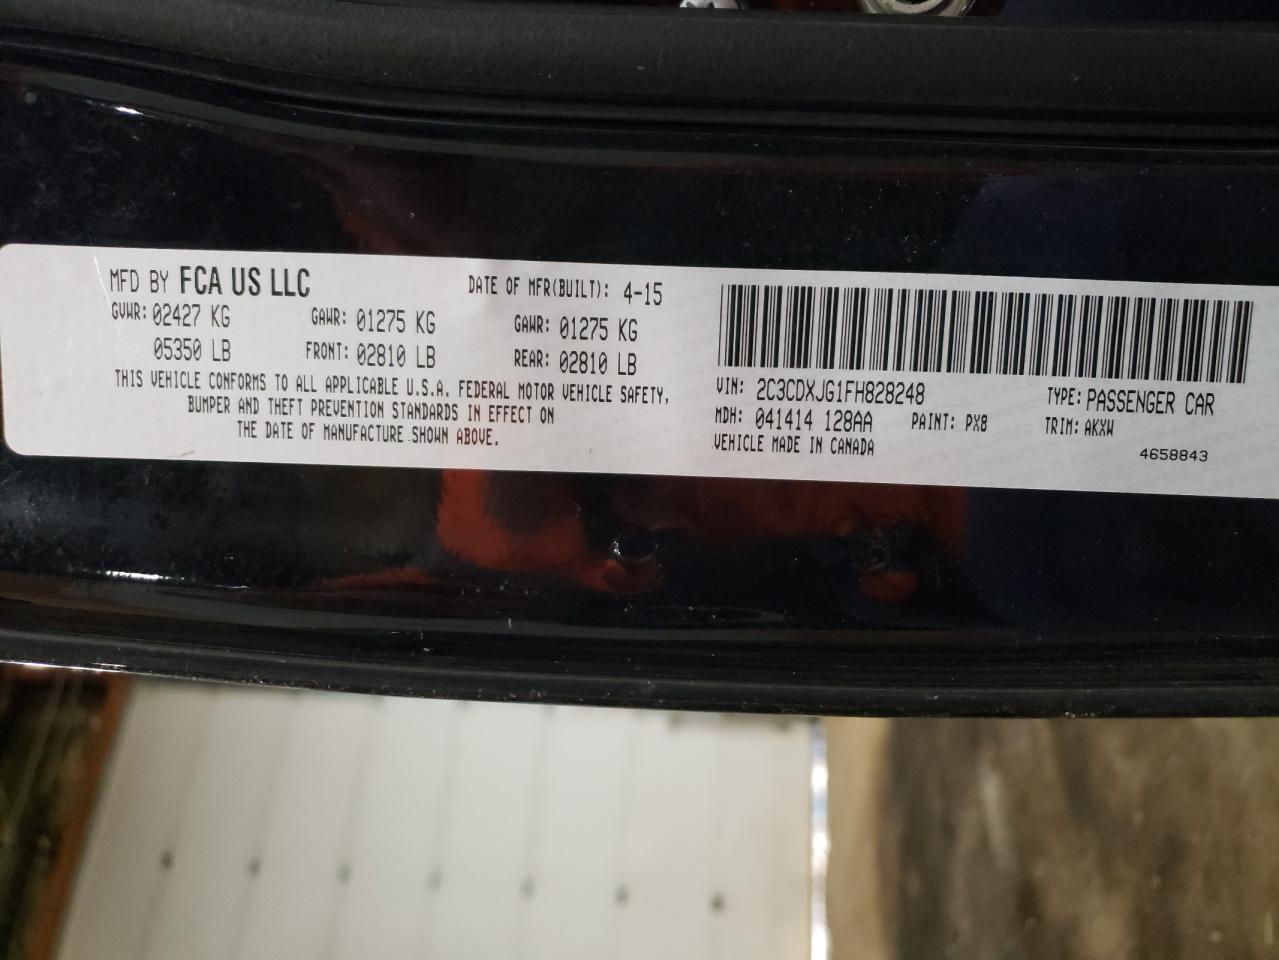 MFD BY FCA US LLC DATE OF MFR(BUILT): 4-15
GVWR: 02427 KG GAWR: 01275 KG GAWR: 01275 KG
05350 LB FRONT: 02810 LB REAR: 02810 LB
THIS VEHICLE CONFORMS TO ALL APPLICABLE U.S.A. FEDERAL MOTOR VEHICLE SAFETY,
BUMPER AND THEFT PREVENTION STANDARDS IN EFFECT ON
THE DATE OF MANUFACTURE SHOWN ABOVE.
VIN: 2C3CDXJG1FH828248 TYPE: PASSENGER CAR
MDH: 041414 128AA PAINT: PX8 TRIM: AKXW
VEHICLE MADE IN CANADA 4658843